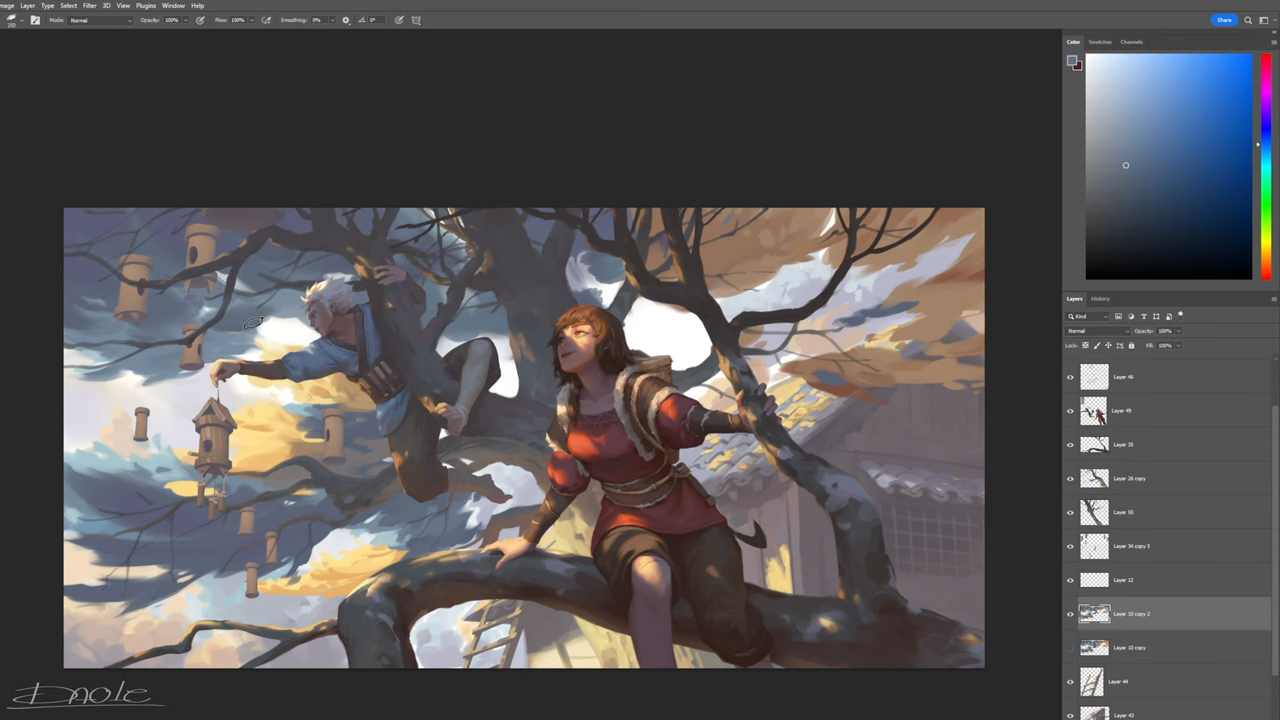 mage Layer Type Select Filter 3D View Plugins Window Help
250 Mode: Normal Opacity: 100% Flow: 100% Smoothing: 0% 0° Share
Color Swatches Channels
Layers History
Kind
Normal Opacity: 100%
Lock: Fill: 100%
Layer 46
Layer 49
Layer 35
Layer 26 copy
Layer 50
Layer 34 copy 5
Layer 12
Layer 10 copy 2
Layer 10 copy
Layer 44
Layer 43